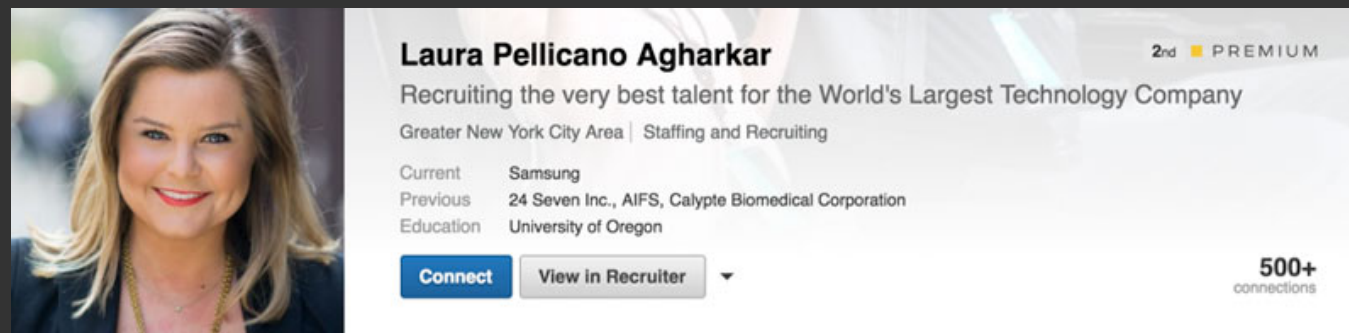 Laura Pellicano Agharkar
2nd PREMIUM
Recruiting the very best talent for the World's Largest Technology Company
Greater New York City Area | Staffing and Recruiting
Current Samsung
Previous 24 Seven Inc., AIFS, Calypte Biomedical Corporation
Education University of Oregon
Connect View in Recruiter
500+
connections